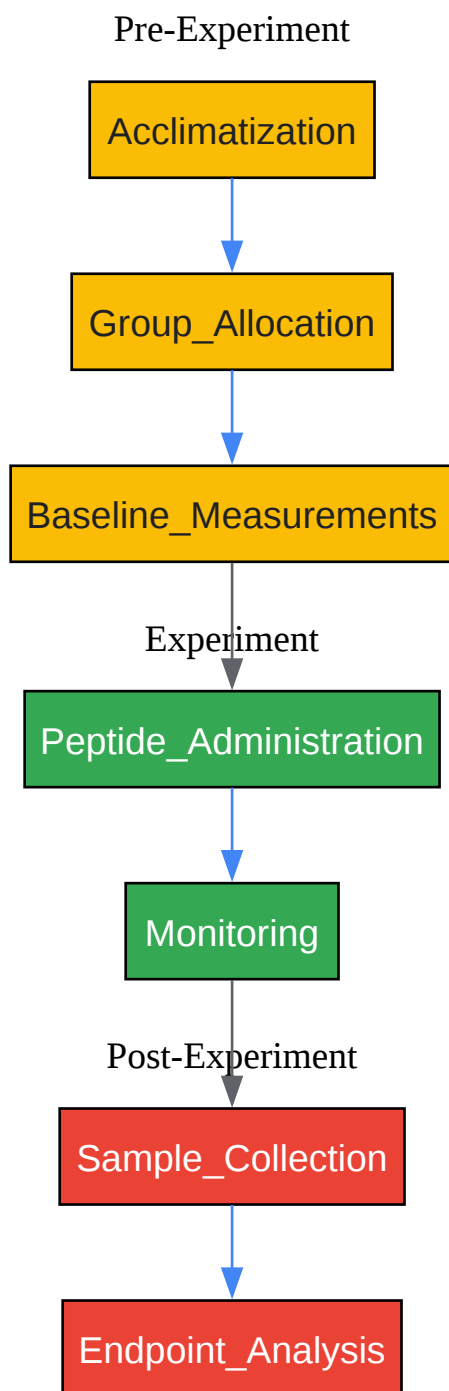 Pre-Experiment
Acclimatization
Group_Allocation
Baseline_Measurements
Experiment
Peptide_Administration
Monitoring
Post-Experiment
Sample_Collection
Endpoint_Analysis